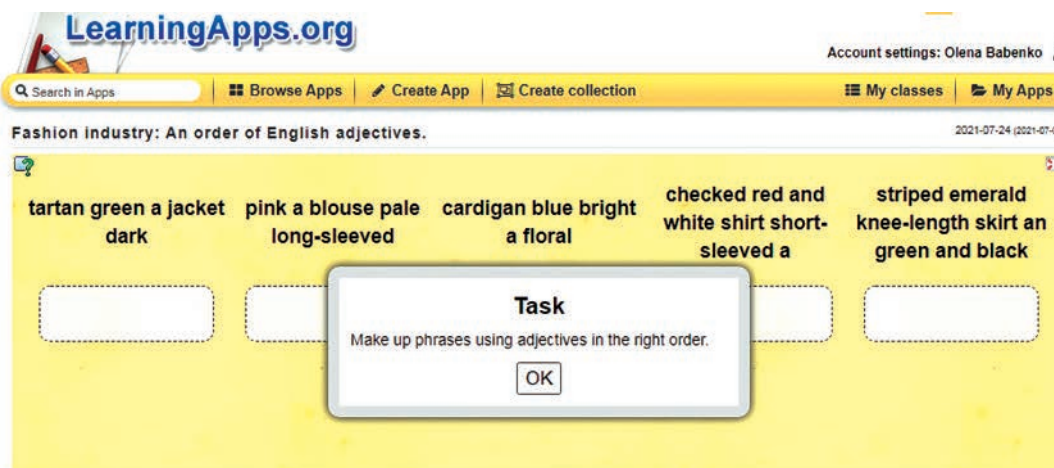 LearningApps.org
Account settings: Olena Babenko
Search in Apps
Browse Apps
Create App
Create collection
My classes
My Apps
Fashion industry: An order of English adjectives.
2021-07-24 (2021-07-
tartan green a jacket
dark
pink a blouse pale
long-sleeved
cardigan blue bright
a floral
checked red and
white shirt short-
sleeved a
striped emerald
knee-length skirt an
green and black
Task
Make up phrases using adjectives in the right order.
OK